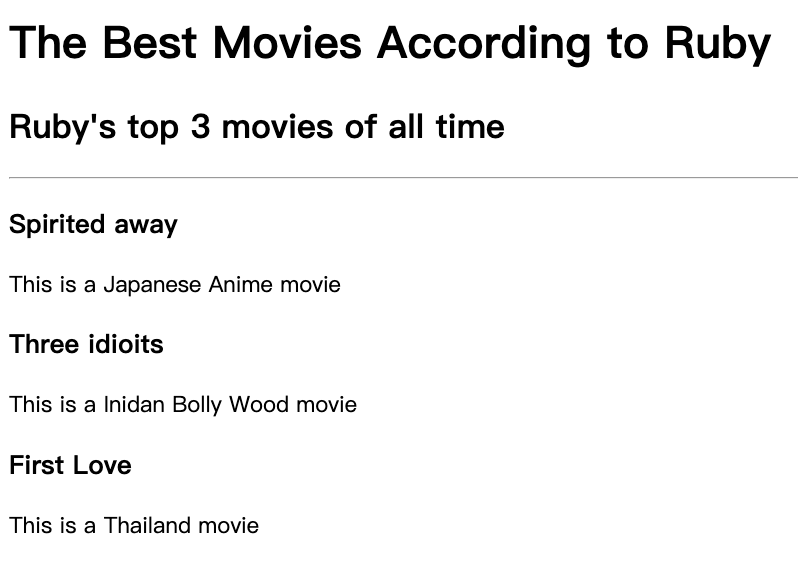 The Best Movies According to Ruby
Ruby's top 3 movies of all time
Spirited away
This is a Japanese Anime movie
Three idioits
This is a Inidan Bolly Wood movie
First Love
This is a Thailand movie